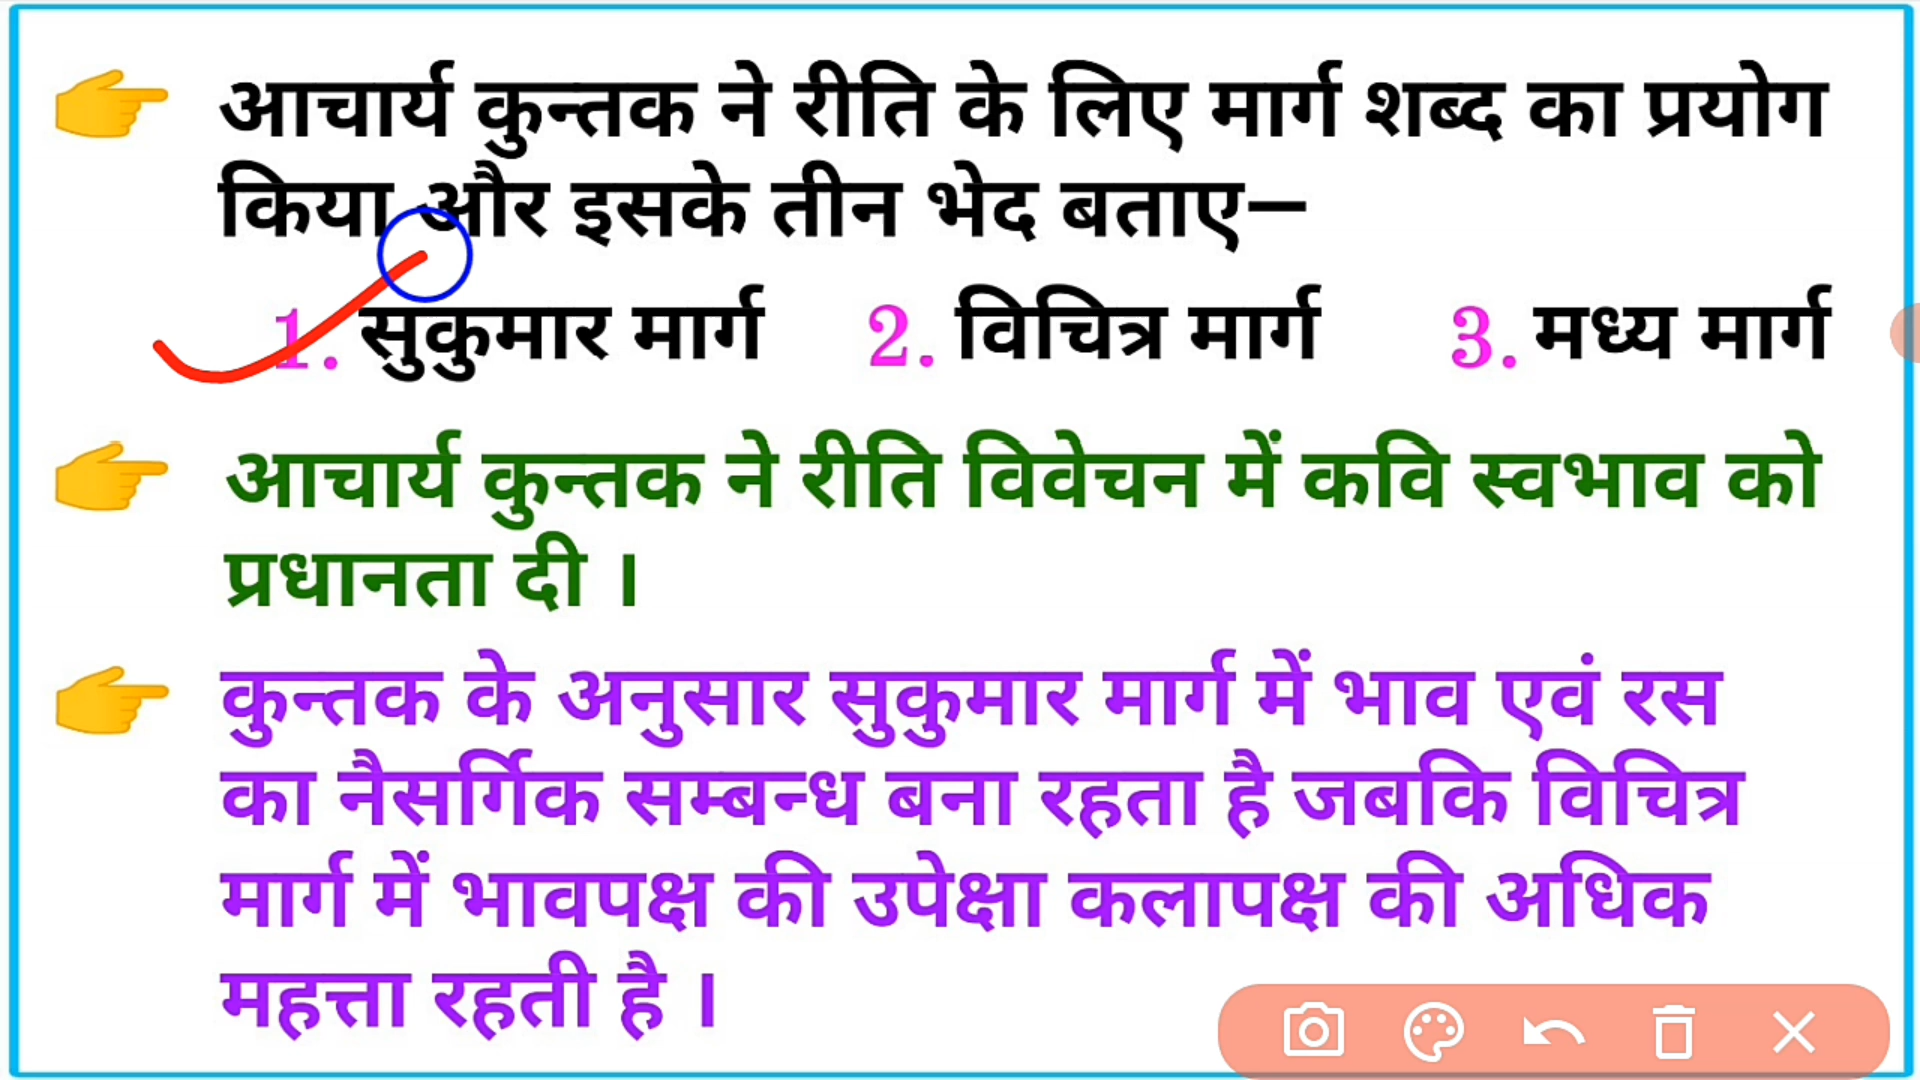 आचार्य कुन्तक ने रीति के लिए मार्ग शब्द का प्रयोग
किया और इसके तीन भेद बताए–
1. सुकुमार मार्ग 2. विचित्र मार्ग 3. मध्य मार्ग
आचार्य कुन्तक ने रीति विवेचन में कवि स्वभाव को
प्रधानता दी ।
कुन्तक के अनुसार सुकुमार मार्ग में भाव एवं रस
का नैसर्गिक सम्बन्ध बना रहता है जबकि विचित्र
मार्ग में भावपक्ष की उपेक्षा कलापक्ष की अधिक
महत्ता रहती है ।